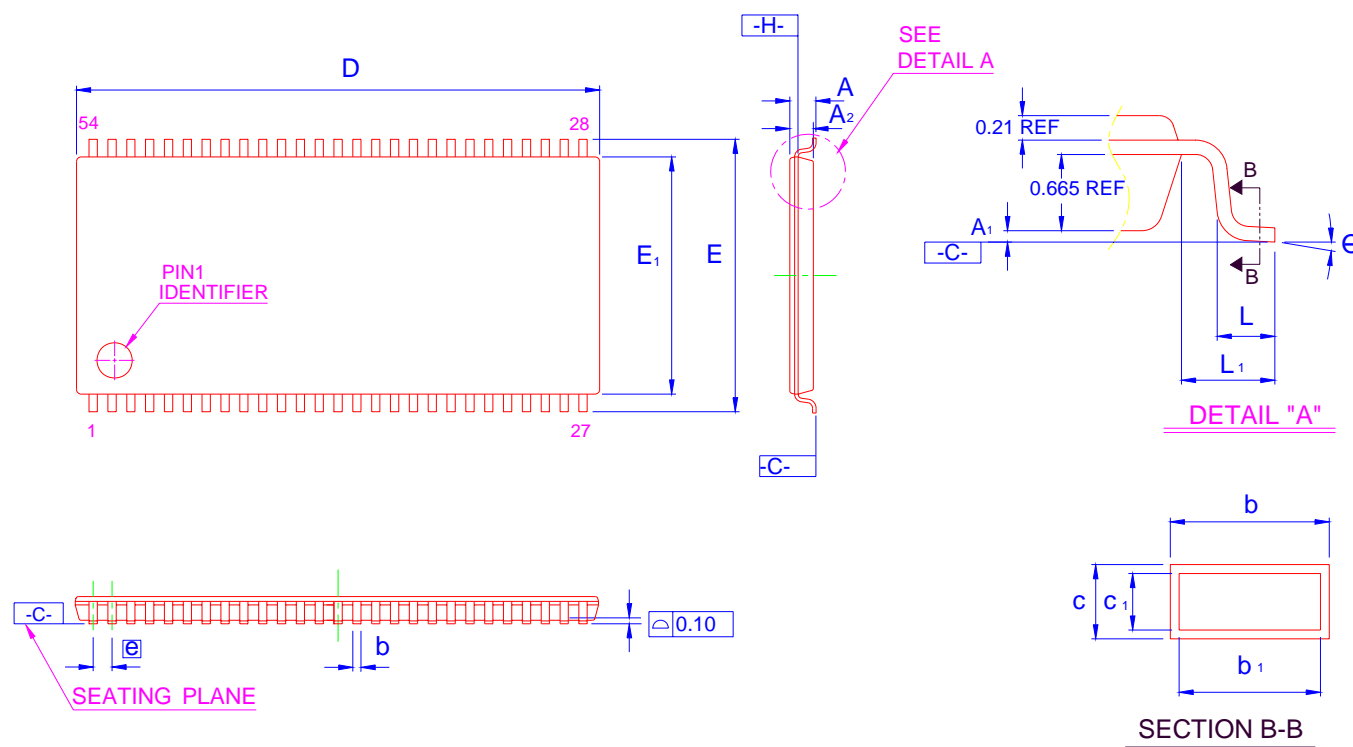 -H-
SEE
DETAIL A
D
A
A2
54
28
0.21 REF
0.665 REF
B
E1
E
A1
-C-
B
Θ
PIN1
IDENTIFIER
L
L1
DETAIL "A"
1
27
-C-
b
c
c1
b1
SECTION B-B
-C-
⌓ 0.10
e
b
SEATING PLANE